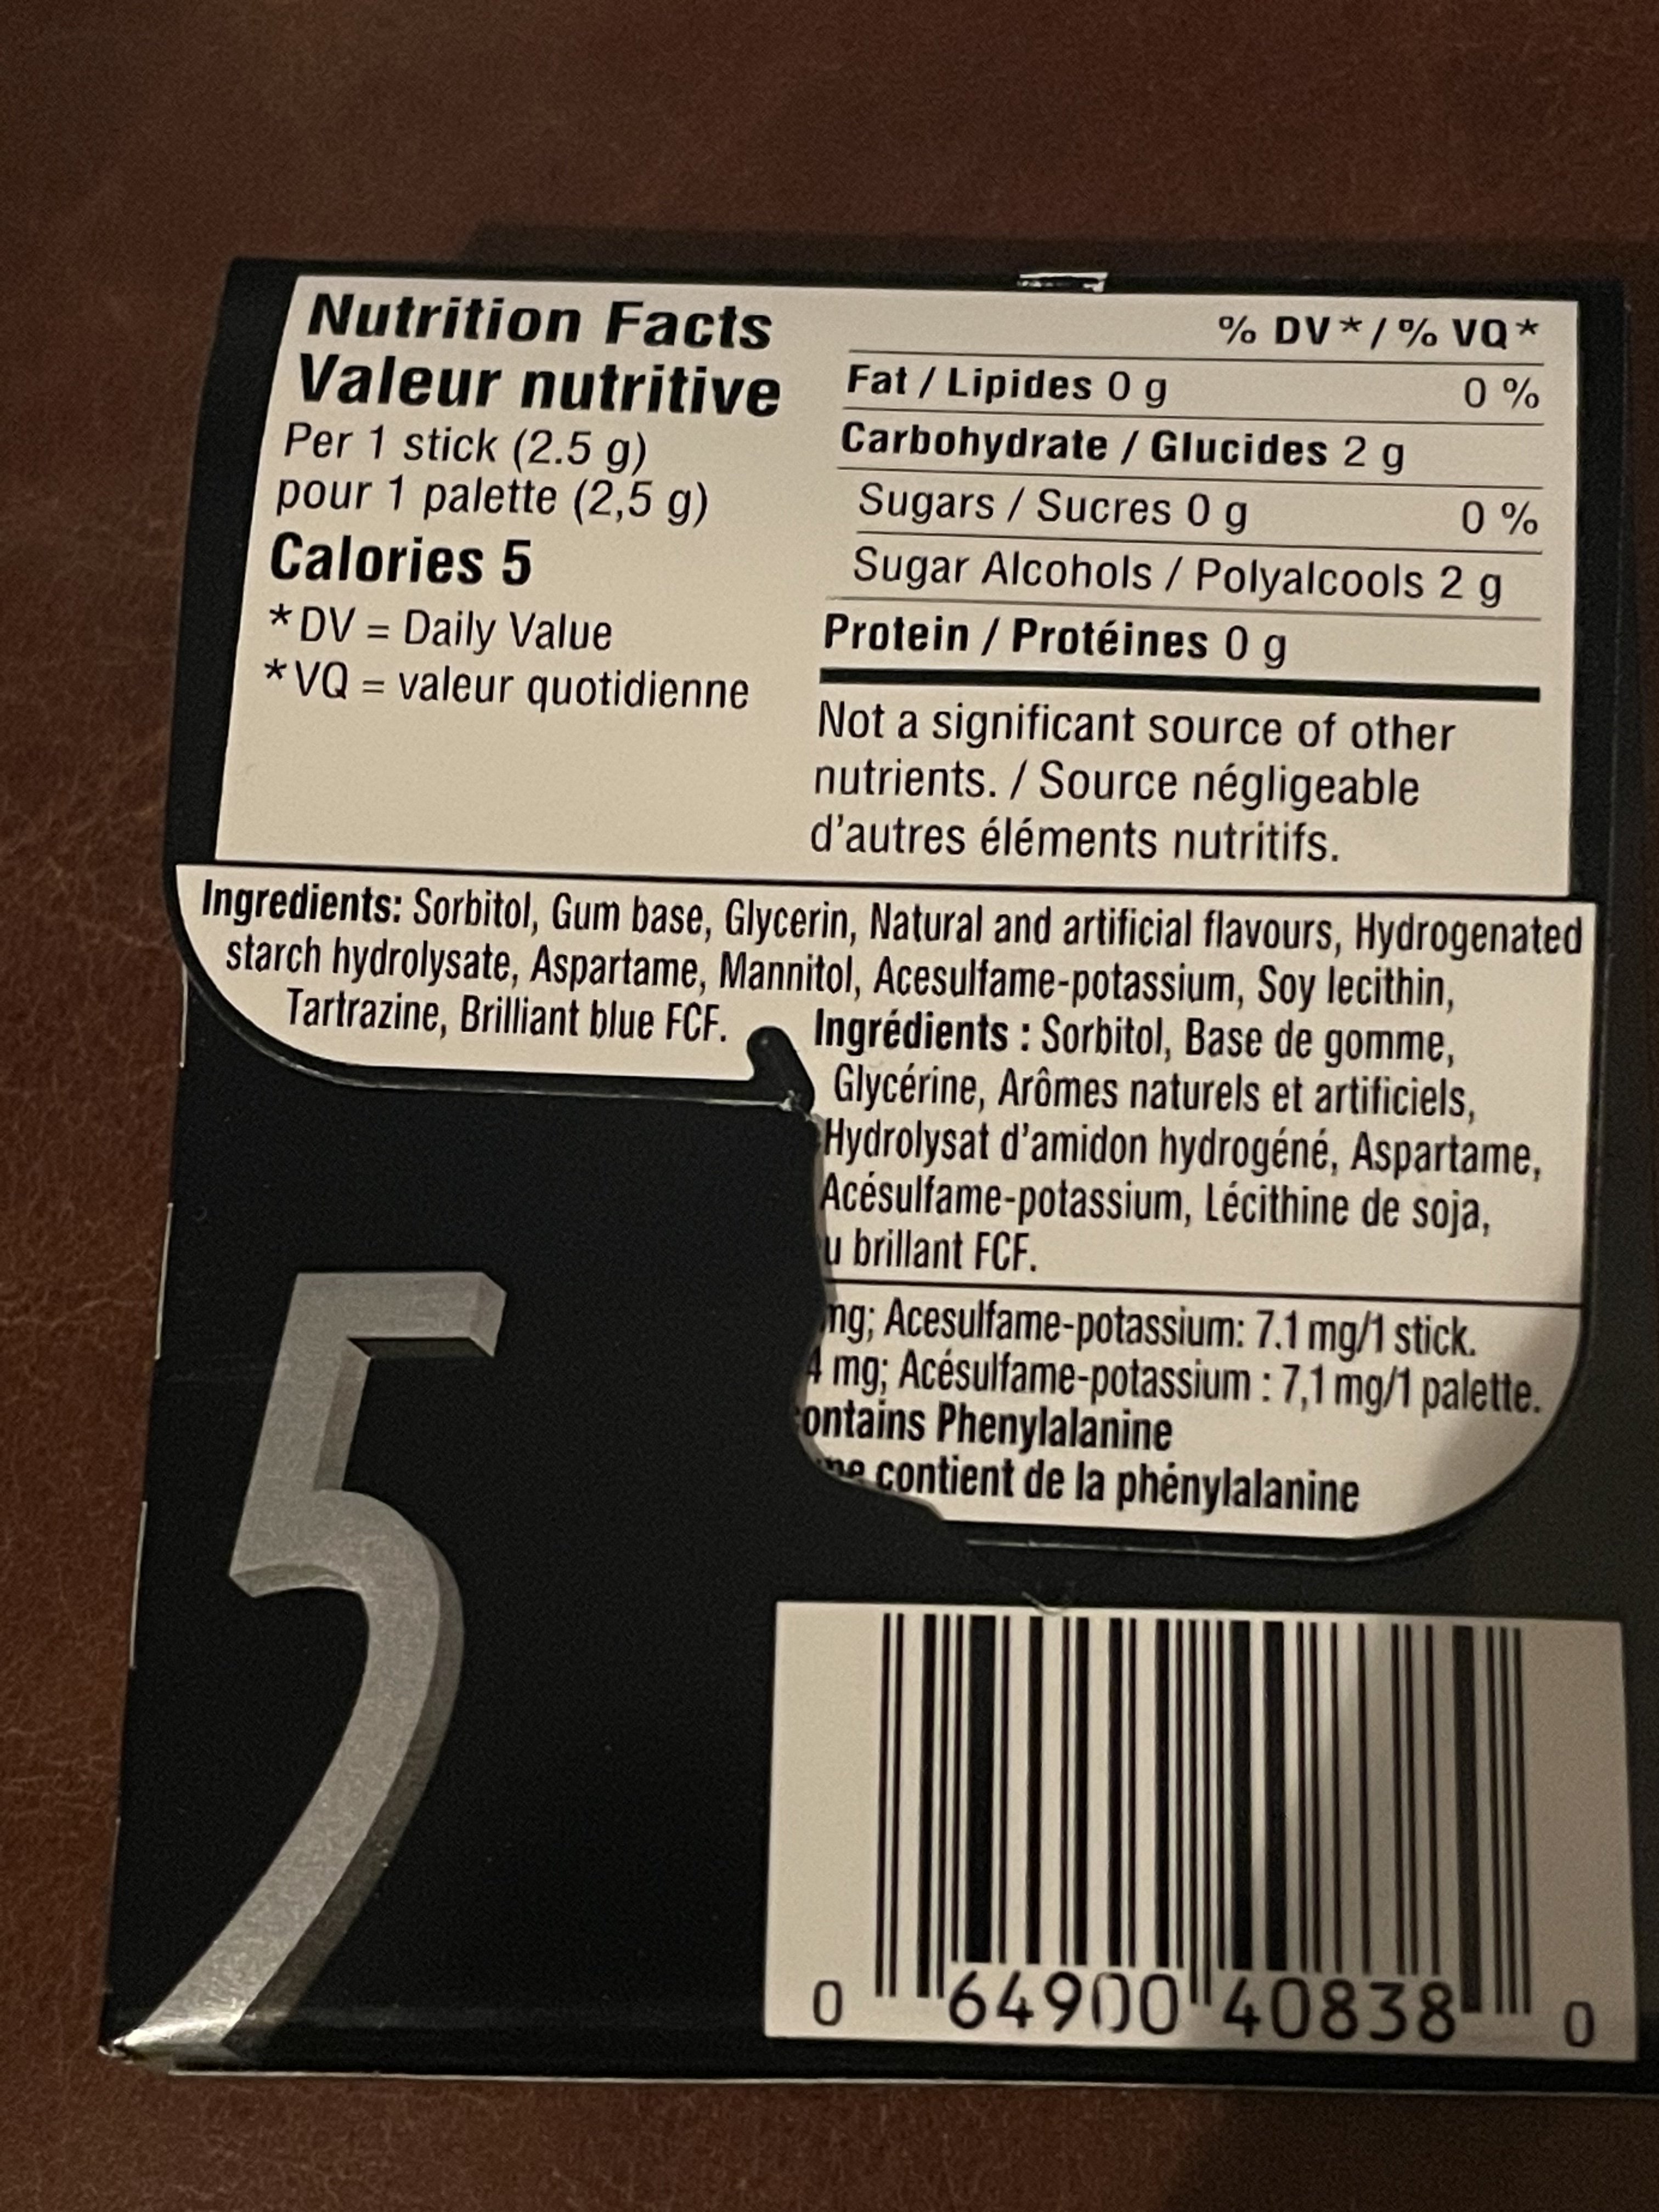 Nutrition Facts
Valeur nutritive
Per 1 stick (2.5 g)
pour 1 palette (2,5 g)
Calories 5
*DV = Daily Value
*VQ = valeur quotidienne
% DV*/% VQ*
Fat / Lipides 0 g 0 %
Carbohydrate / Glucides 2 g
Sugars / Sucres 0 g 0 %
Sugar Alcohols / Polyalcools 2 g
Protein / Protéines 0 g
Not a significant source of other
nutrients. / Source négligeable
d'autres éléments nutritifs.
Ingredients: Sorbitol, Gum base, Glycerin, Natural and artificial flavours, Hydrogenated
starch hydrolysate, Aspartame, Mannitol, Acesulfame-potassium, Soy lecithin,
Tartrazine, Brilliant blue FCF.
Ingrédients : Sorbitol, Base de gomme,
Glycérine, Arômes naturels et artificiels,
Hydrolysat d'amidon hydrogéné, Aspartame,
Acésulfame-potassium, Lécithine de soja,
u brillant FCF.
mg; Acesulfame-potassium: 7.1 mg/1 stick.
4 mg; Acésulfame-potassium : 7,1 mg/1 palette.
ontains Phenylalanine
contient de la phénylalanine
5
0 64900 40838 0